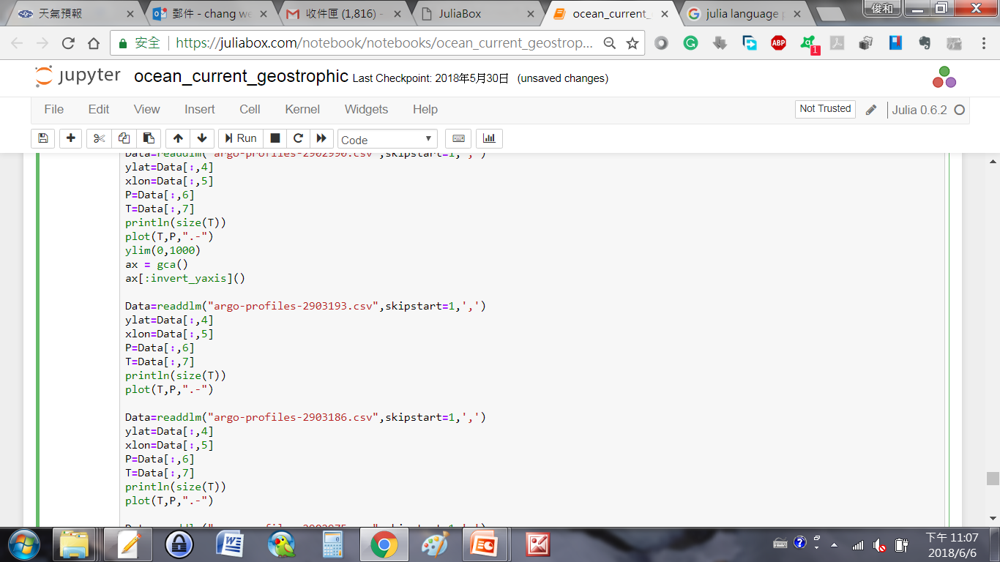 天氣預報
郵件 - chang we
收件匣 (1,816) -
JuliaBox
ocean_current_
julia language p
俊和
安全 https://juliabox.com/notebook/notebooks/ocean_current_geostrop...
ABP
1
jupyter ocean_current_geostrophic Last Checkpoint: 2018年5月30日 (unsaved changes)
File Edit View Insert Cell Kernel Widgets Help
Not Trusted Julia 0.6.2
Run Code
Data=readdlm("argo-profiles-2902990.csv",skipstart=1,',')
ylat=Data[:,4]
xlon=Data[:,5]
P=Data[:,6]
T=Data[:,7]
println(size(T))
plot(T,P,".-")
ylim(0,1000)
ax = gca()
ax[:invert_yaxis]()
Data=readdlm("argo-profiles-2903193.csv",skipstart=1,',')
ylat=Data[:,4]
xlon=Data[:,5]
P=Data[:,6]
T=Data[:,7]
println(size(T))
plot(T,P,".-")
Data=readdlm("argo-profiles-2903186.csv",skipstart=1,',')
ylat=Data[:,4]
xlon=Data[:,5]
P=Data[:,6]
T=Data[:,7]
println(size(T))
plot(T,P,".-")
下午 11:07
2018/6/6